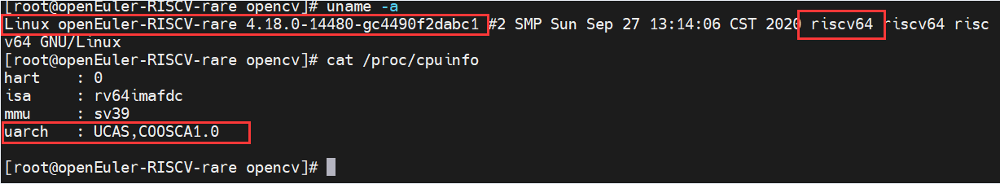 [root@openEuler-RISCV-rare opencv]# uname -a
Linux openEuler-RISCV-rare 4.18.0-14480-gc4490f2dabc1 #2 SMP Sun Sep 27 13:14:06 CST 2020 riscv64 riscv64 risc
v64 GNU/Linux
[root@openEuler-RISCV-rare opencv]# cat /proc/cpuinfo
hart    : 0
isa     : rv64imafdc
mmu     : sv39
uarch   : UCAS,COOSCA1.0
[root@openEuler-RISCV-rare opencv]#